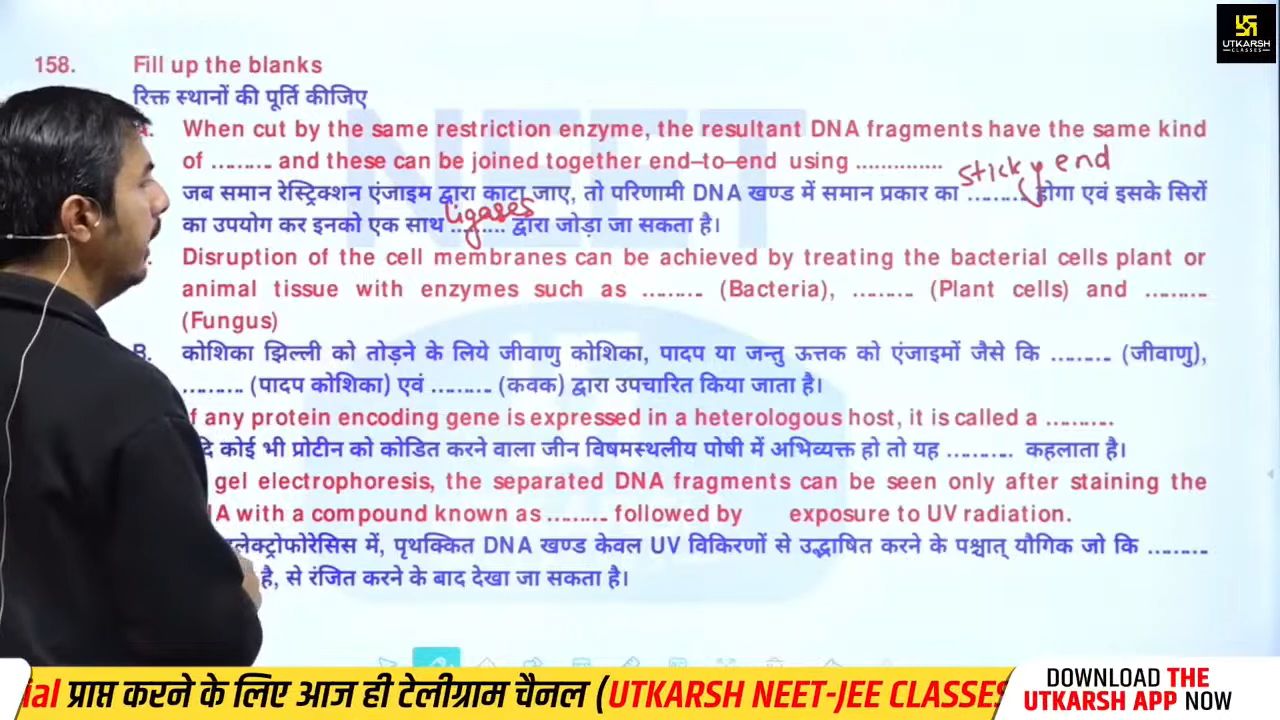 UTKARSH
CLASSES
158. Fill up the blanks
रिक्त स्थानों की पूर्ति कीजिए
When cut by the same restriction enzyme, the resultant DNA fragments have the same kind
of .......... and these can be joined together end–to–end using ..............
sticky end
जब समान रेस्ट्रिक्शन एंजाइम द्वारा काटा जाए, तो परिणामी DNA खण्ड में समान प्रकार का .......... होगा एवं इसके सिरों
ligases
का उपयोग कर इनको एक साथ .......... द्वारा जोड़ा जा सकता है।
Disruption of the cell membranes can be achieved by treating the bacterial cells plant or
animal tissue with enzymes such as .......... (Bacteria), .......... (Plant cells) and ..........
(Fungus)
B. कोशिका झिल्ली को तोड़ने के लिये जीवाणु कोशिका, पादप या जन्तु ऊत्तक को एंजाइमों जैसे कि .......... (जीवाणु),
.......... (पादप कोशिका) एवं .......... (कवक) द्वारा उपचारित किया जाता है।
any protein encoding gene is expressed in a heterologous host, it is called a ...........
कोई भी प्रोटीन को कोडित करने वाला जीन विषमस्थलीय पोषी में अभिव्यक्त हो तो यह ........... कहलाता है।
gel electrophoresis, the separated DNA fragments can be seen only after staining the
with a compound known as .......... followed by exposure to UV radiation.
में, पृथक्कित DNA खण्ड केवल UV विकिरणों से उद्भाषित करने के पश्चात् यौगिक जो कि ..........
है, से रंजित करने के बाद देखा जा सकता है।
प्राप्त करने के लिए आज ही टेलीग्राम चैनल (UTKARSH NEET-JEE CLASSES
DOWNLOAD THE
UTKARSH APP NOW